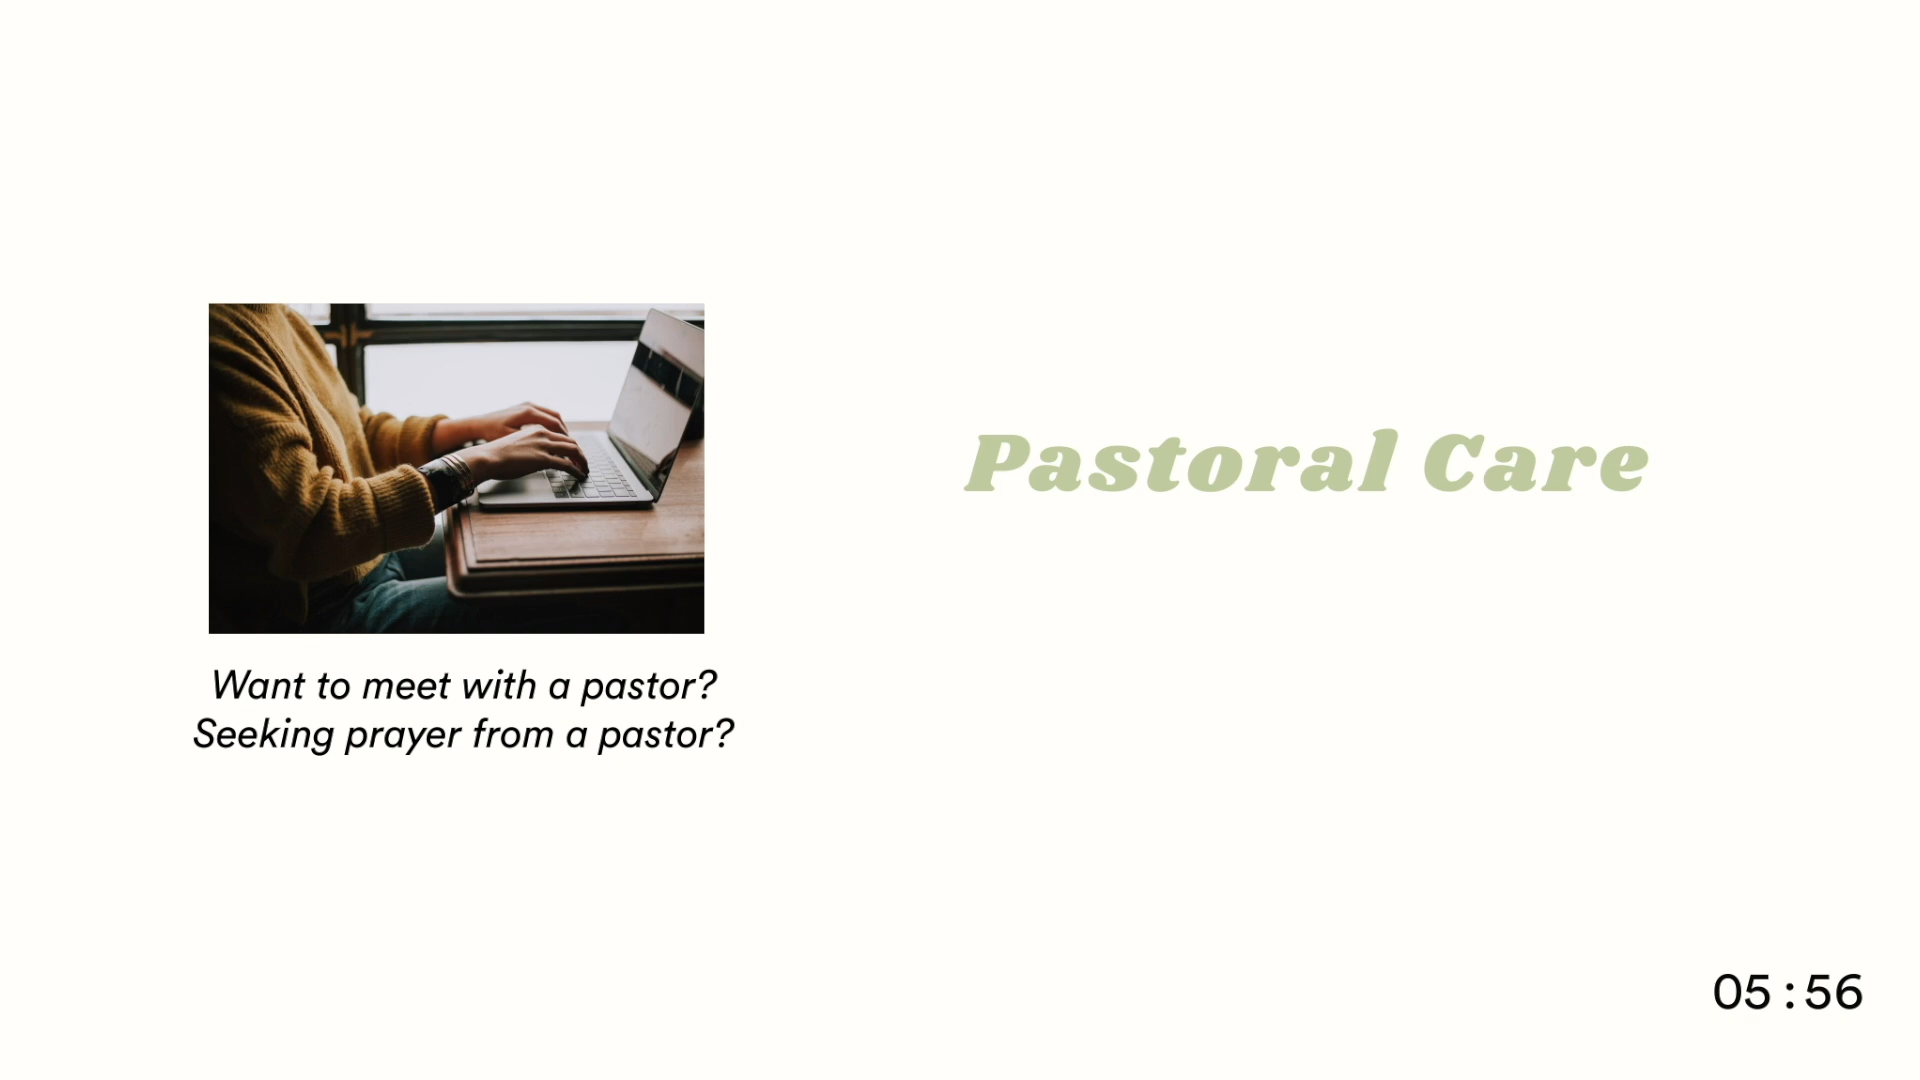 Pastoral Care
Want to meet with a pastor?
Seeking prayer from a pastor?
05:56